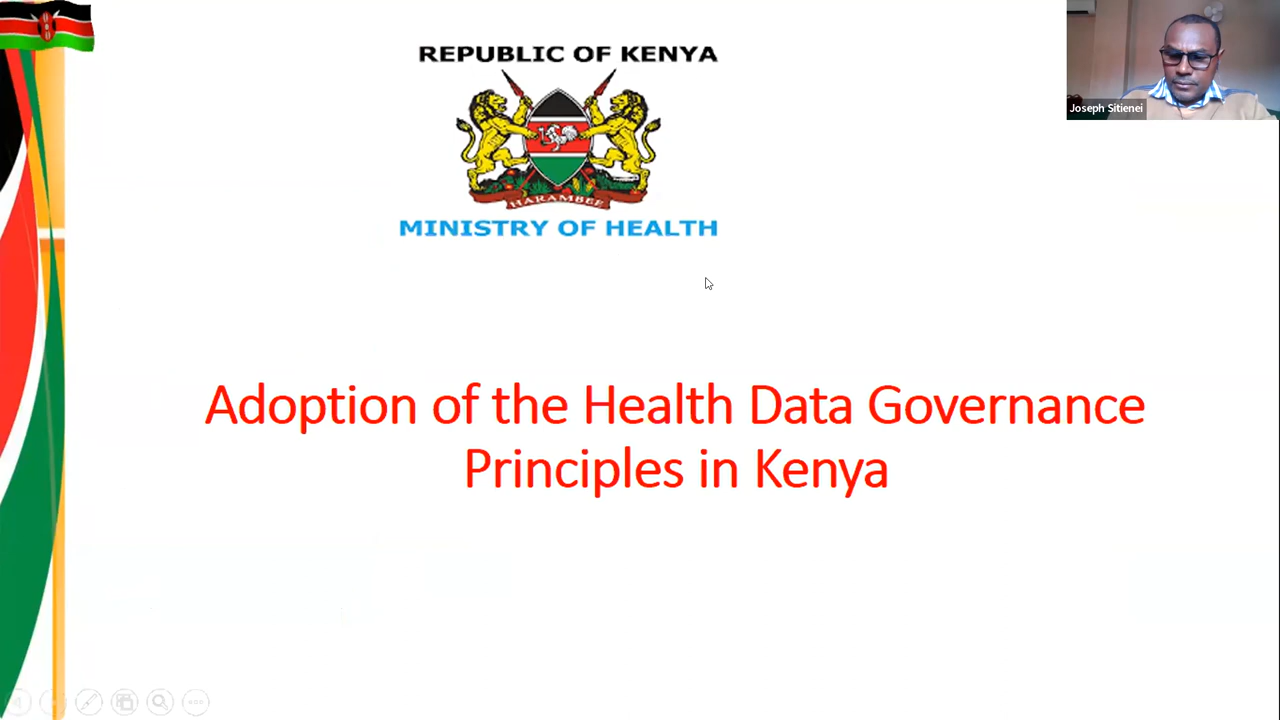 REPUBLIC OF KENYA
HARAMBEE
MINISTRY OF HEALTH
Joseph Sitienei
Adoption of the Health Data Governance
Principles in Kenya